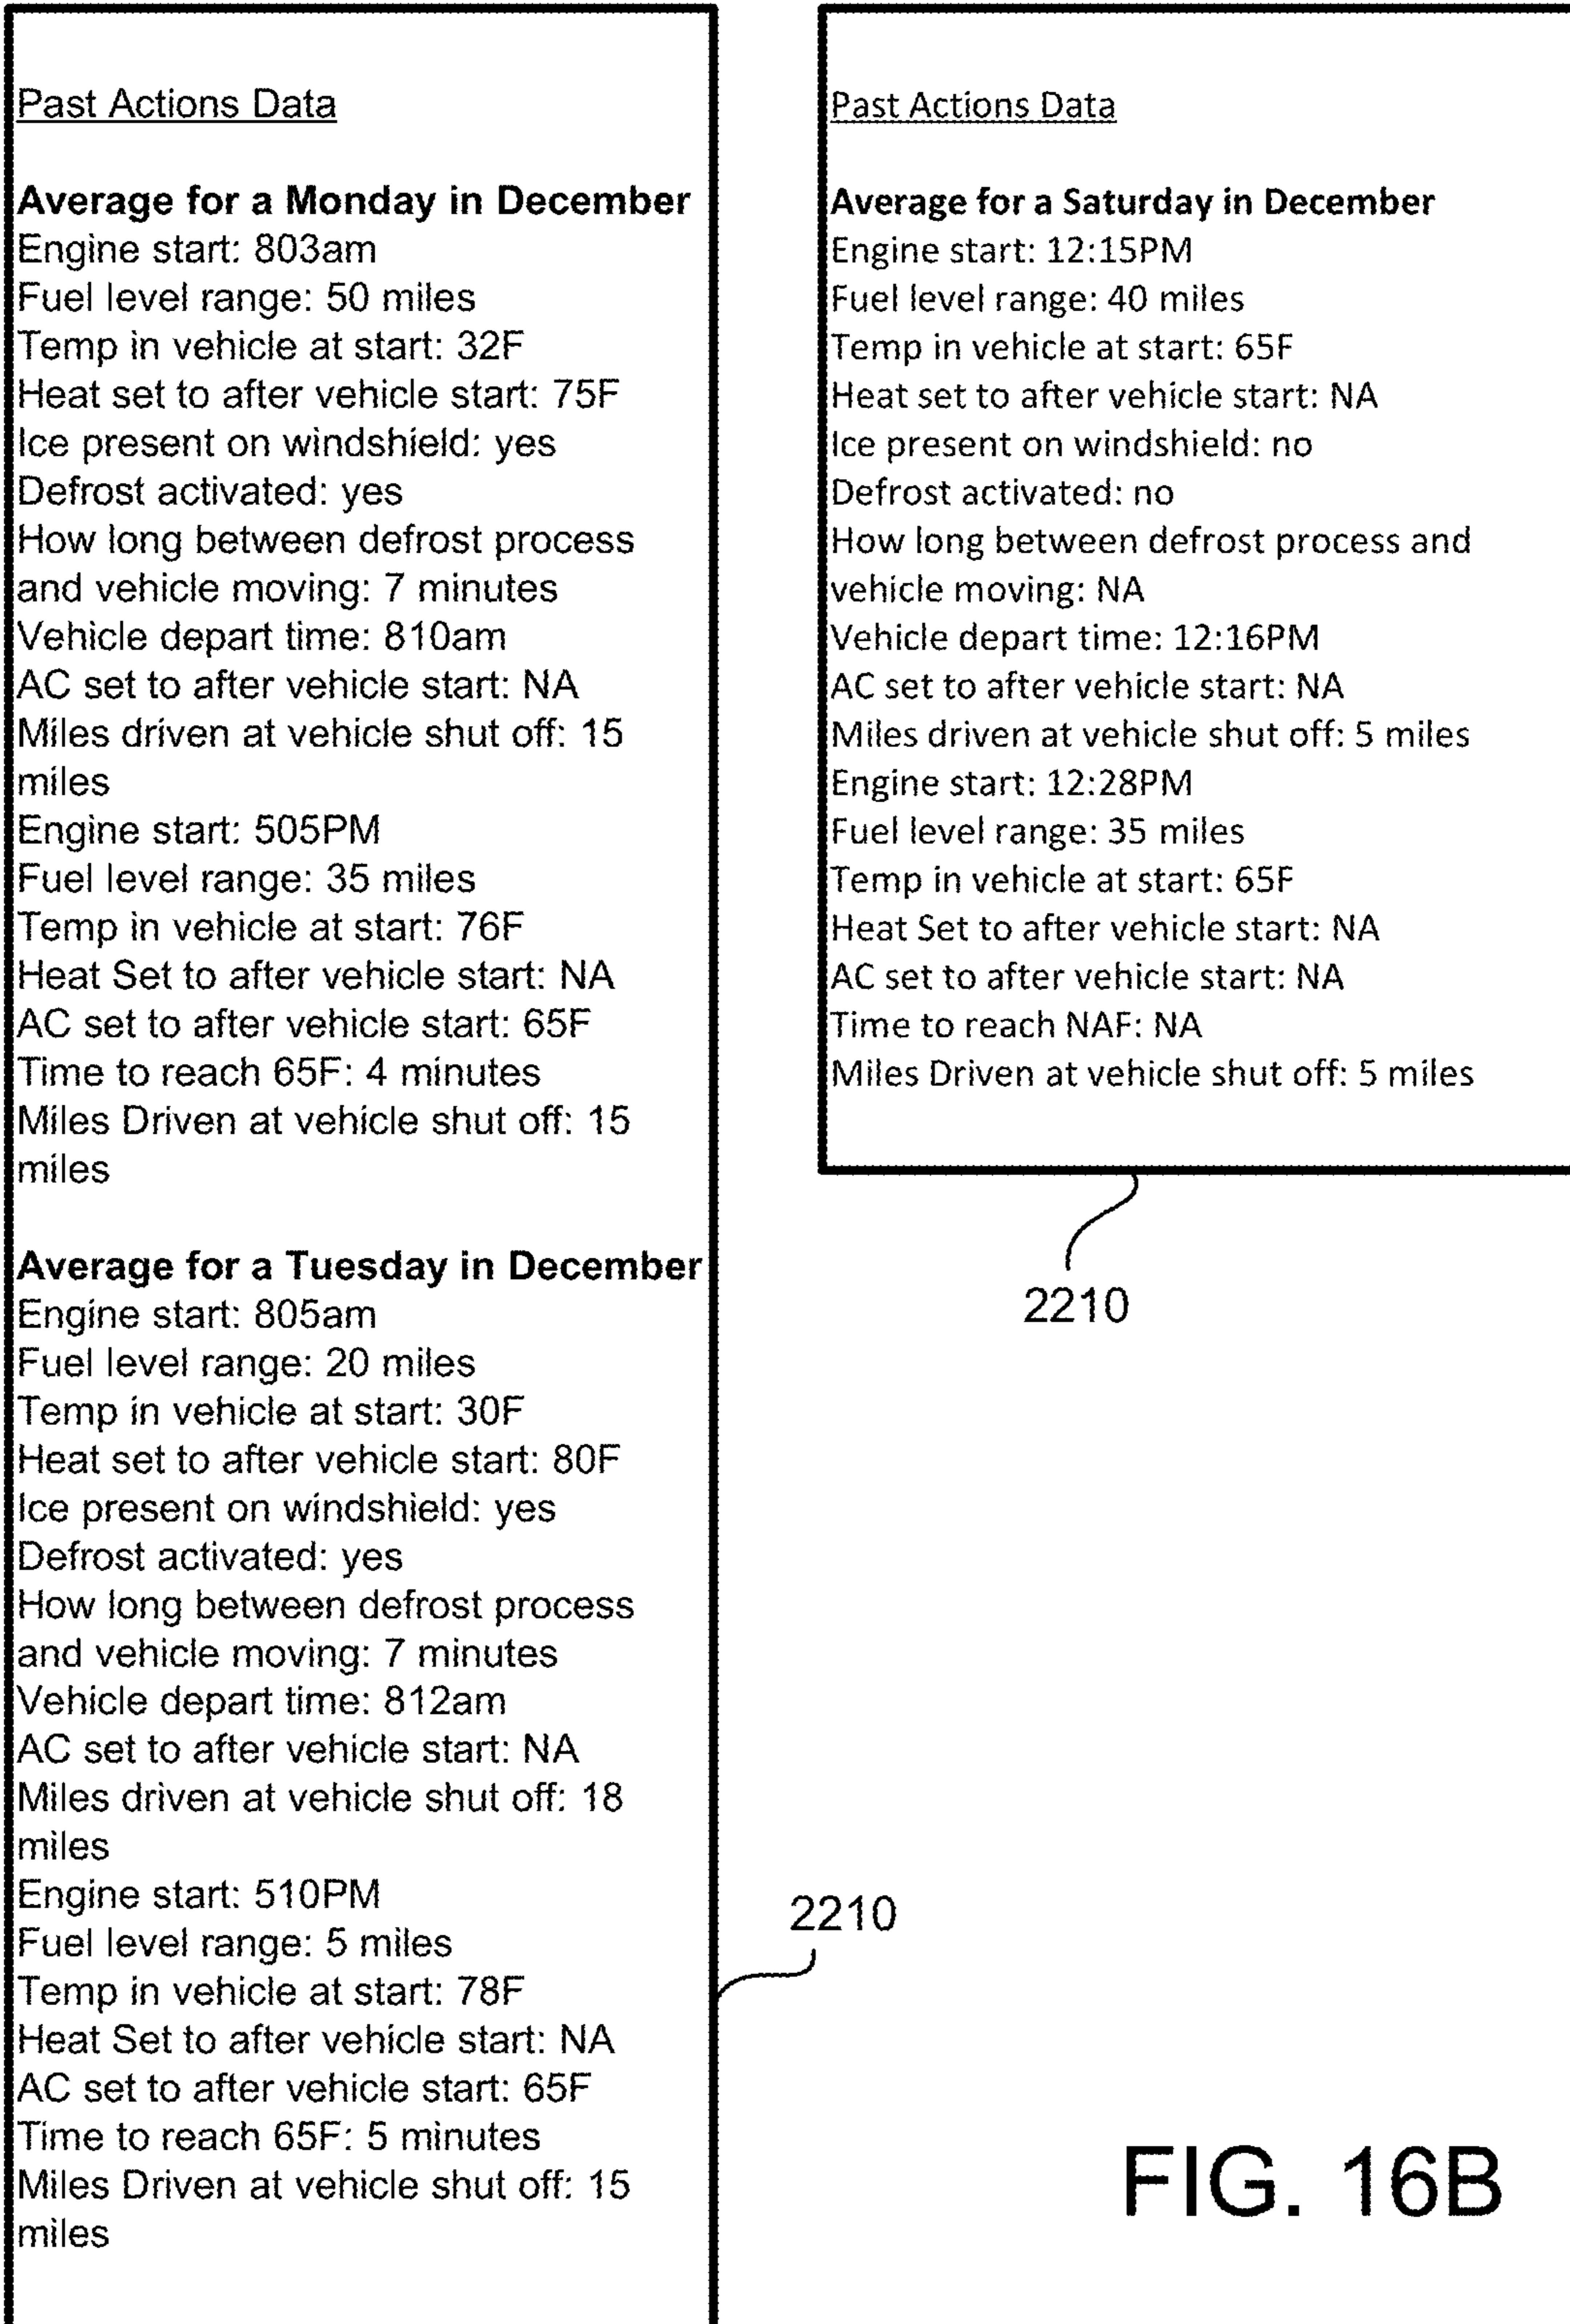 Past Actions Data
Average for a Monday in December
Engine start: 803am
Fuel level range: 50 miles
Temp in vehicle at start: 32F
Heat set to after vehicle start: 75F
Ice present on windshield: yes
Defrost activated: yes
How long between defrost process
and vehicle moving: 7 minutes
Vehicle depart time: 810am
AC set to after vehicle start: NA
Miles driven at vehicle shut off: 15
miles
Engine start: 505PM
Fuel level range: 35 miles
Temp in vehicle at start: 76F
Heat Set to after vehicle start: NA
AC set to after vehicle start: 65F
Time to reach 65F: 4 minutes
Miles Driven at vehicle shut off: 15
miles
Average for a Tuesday in December
Engine start: 805am
Fuel level range: 20 miles
Temp in vehicle at start: 30F
Heat set to after vehicle start: 80F
Ice present on windshield: yes
Defrost activated: yes
How long between defrost process
and vehicle moving: 7 minutes
Vehicle depart time: 812am
AC set to after vehicle start: NA
Miles driven at vehicle shut off: 18
miles
Engine start: 510PM
Fuel level range: 5 miles
Temp in vehicle at start: 78F
Heat Set to after vehicle start: NA
AC set to after vehicle start: 65F
Time to reach 65F: 5 minutes
Miles Driven at vehicle shut off: 15
miles
2210
Past Actions Data
Average for a Saturday in December
Engine start: 12:15PM
Fuel level range: 40 miles
Temp in vehicle at start: 65F
Heat set to after vehicle start: NA
Ice present on windshield: no
Defrost activated: no
How long between defrost process and
vehicle moving: NA
Vehicle depart time: 12:16PM
AC set to after vehicle start: NA
Miles driven at vehicle shut off: 5 miles
Engine start: 12:28PM
Fuel level range: 35 miles
Temp in vehicle at start: 65F
Heat Set to after vehicle start: NA
AC set to after vehicle start: NA
Time to reach NAF: NA
Miles Driven at vehicle shut off: 5 miles
2210
FIG. 16B